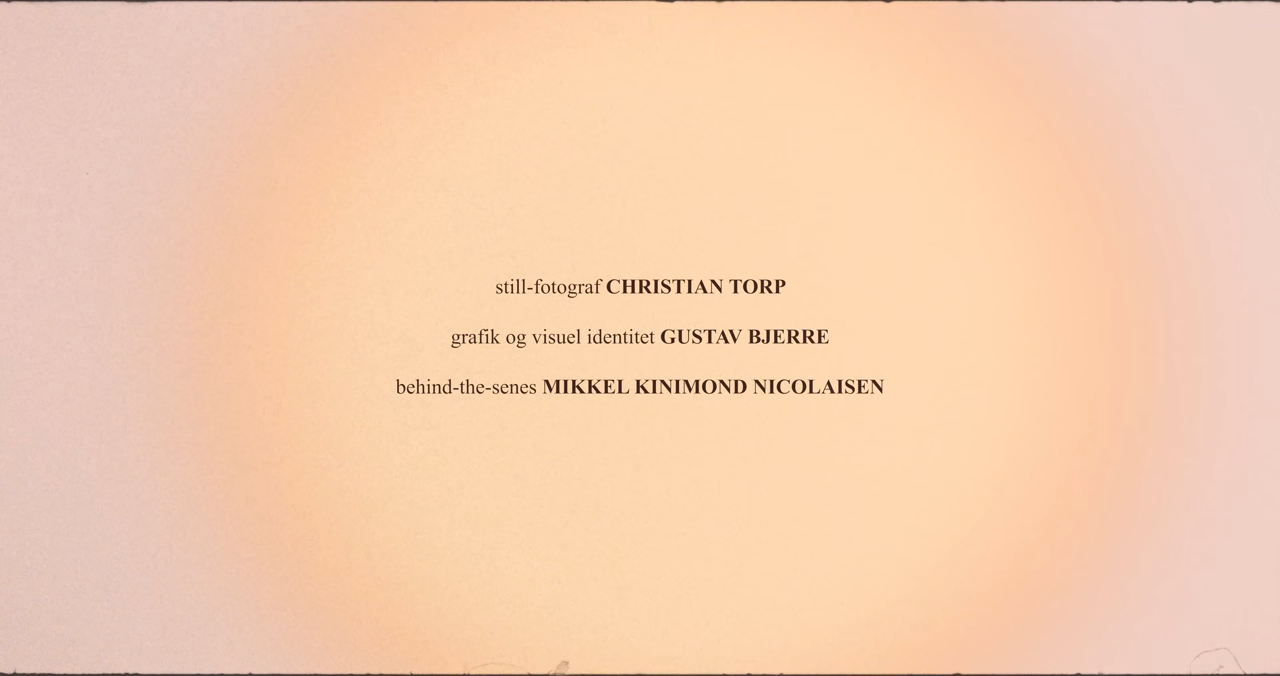 still-fotograf CHRISTIAN TORP
grafik og visuel identitet GUSTAV BJERRE
behind-the-senes MIKKEL KINIMOND NICOLAISEN